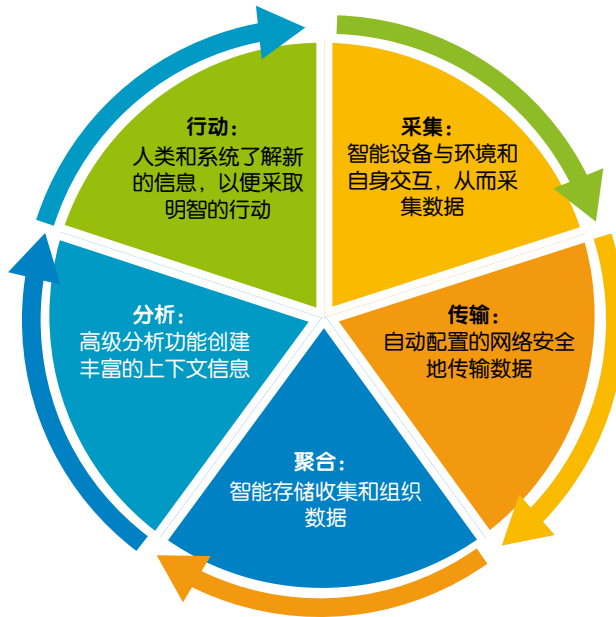 采集：
智能设备与环境和
自身交互，从而采
集数据
传输：
自动配置的网络安全
地传输数据
聚合：
智能存储收集和组织
数据
分析：
高级分析功能创建
丰富的上下文信息
行动：
人类和系统了解新
的信息，以便采取
明智的行动